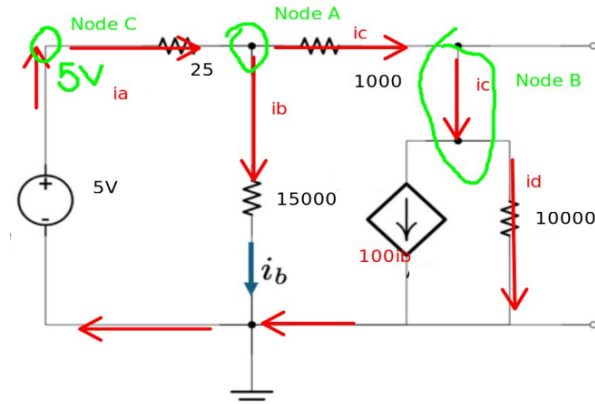 Node C
Node A
ic
25
1000
Node B
5V
ia
ib
ic
5V
+
-
15000
id
10000
100ib
ib